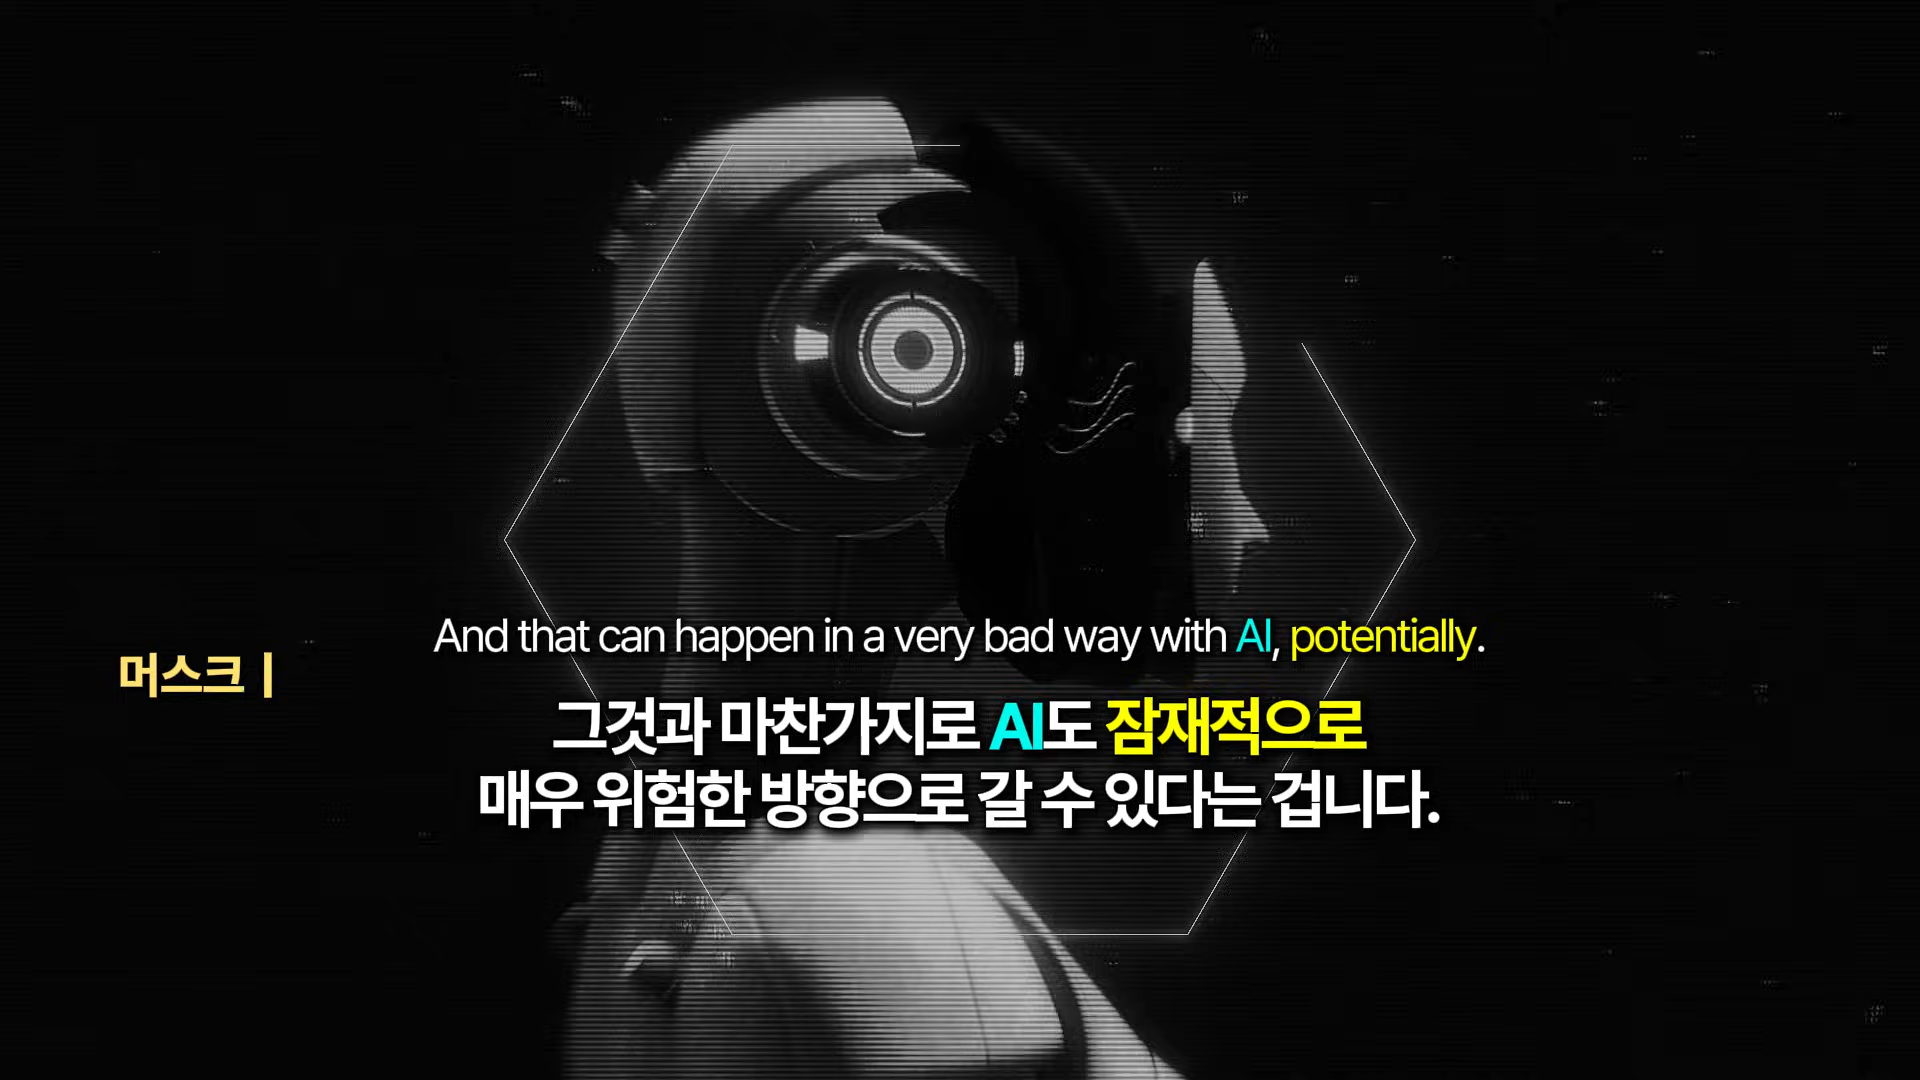 And that can happen in a very bad way with AI, potentially.
머스크 |
그것과 마찬가지로 AI도 잠재적으로
매우 위험한 방향으로 갈 수 있다는 겁니다.